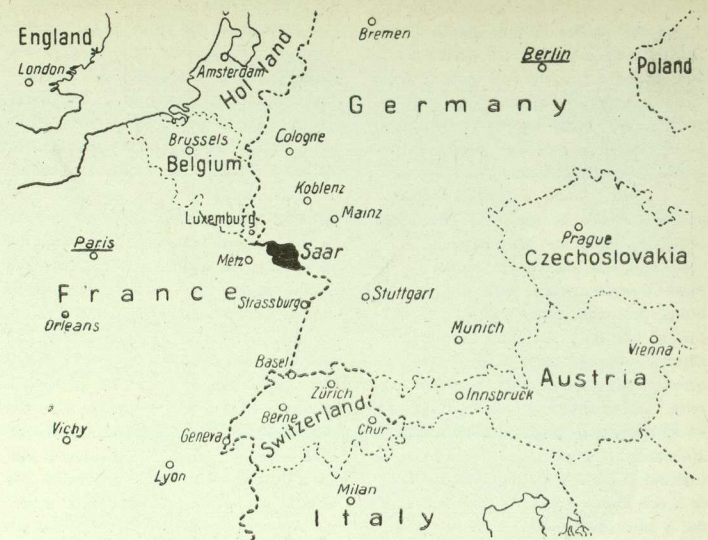 England
London
Amsterdam
Holland
Bremen
Berlin
Poland
Germany
Brussels
Belgium
Cologne
Koblenz
Mainz
Luxemburg
Prague
Czechoslovakia
Paris
Metz
Saar
France
Strassburg
Stuttgart
Orleans
Munich
Vienna
Basel
Zürich
Innsbruck
Austria
Berne
Switzerland
Chur
Vichy
Geneva
Lyon
Milan
Italy